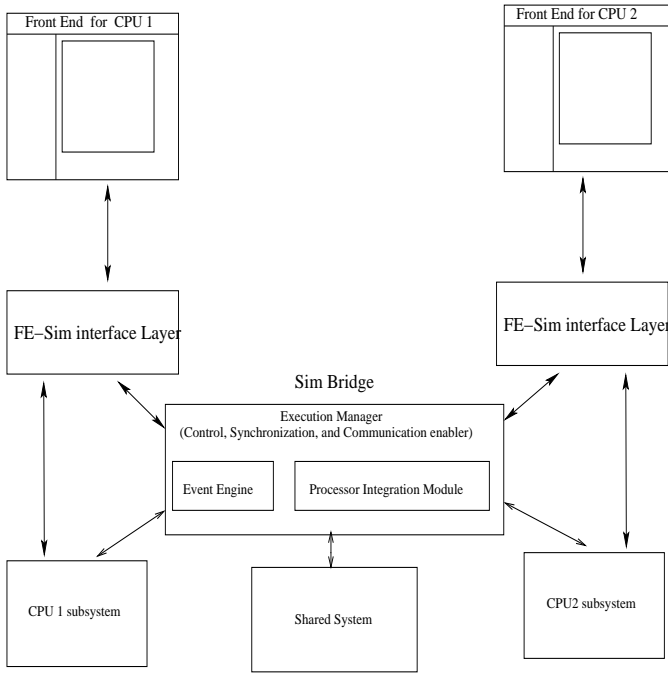 Front End for CPU 1
Front End for CPU 2
FE-Sim interface Layer
FE-Sim interface Layer
Sim Bridge
Execution Manager
(Control, Synchronization, and Communication enabler)
Event Engine
Processor Integration Module
CPU 1 subsystem
Shared System
CPU2 subsystem